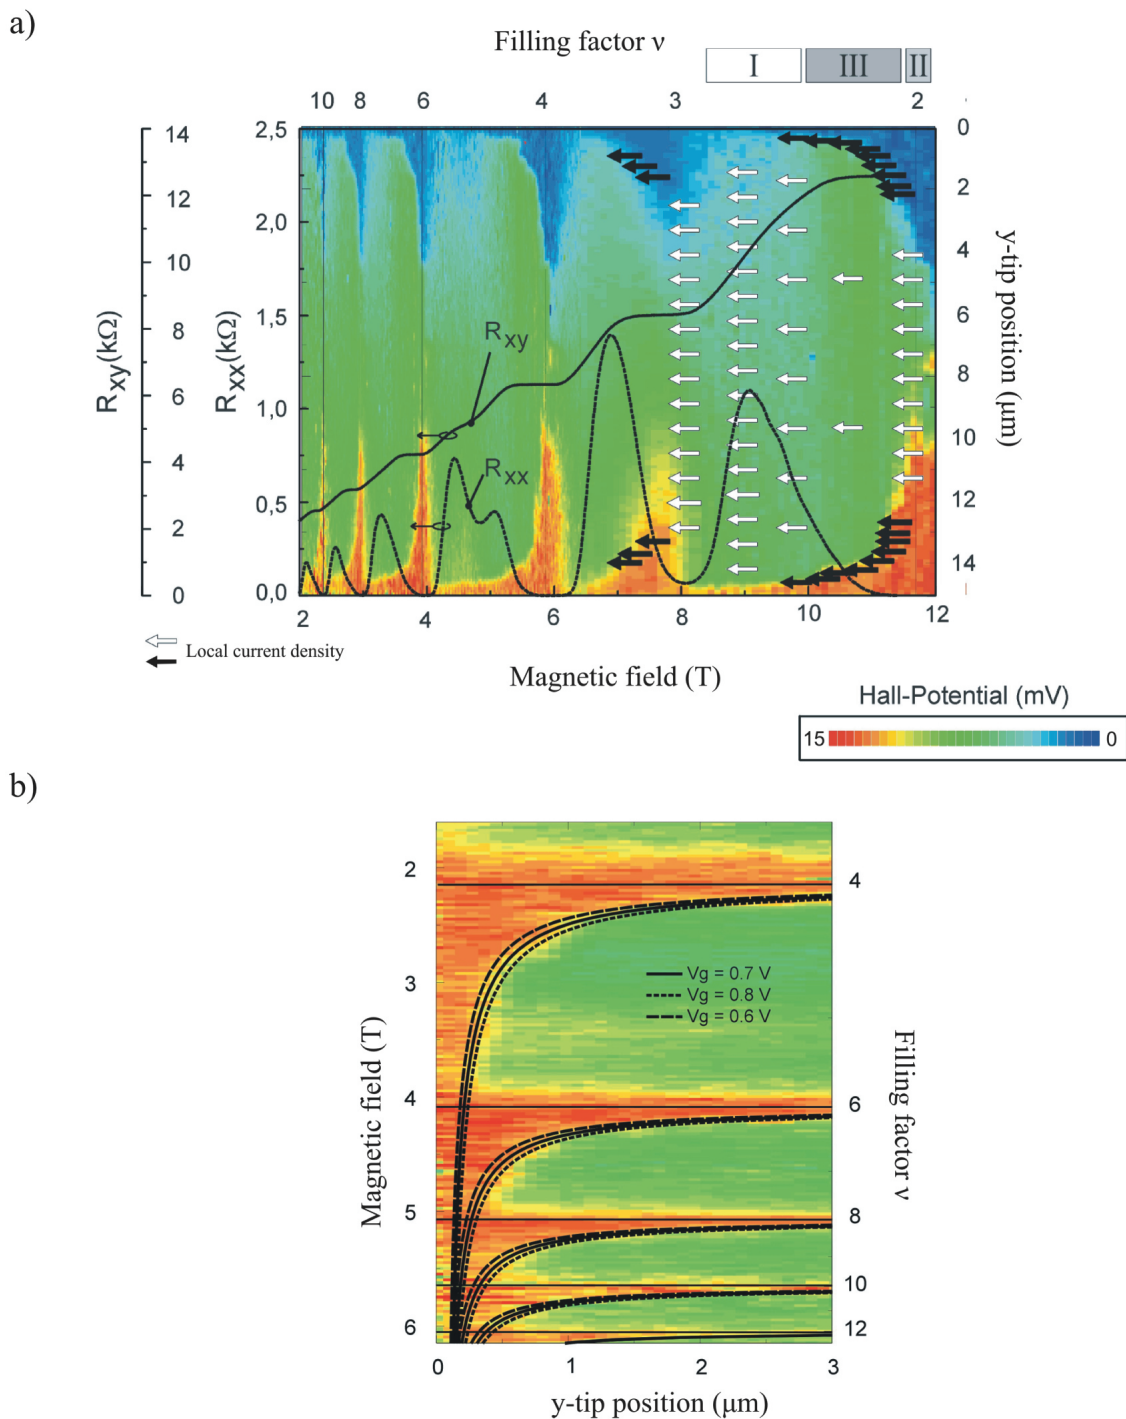 a)
Filling factor ν
I III II
10 8 6 4 3 2
14 2,5 0
12 2
2,0
10 4
8 1,5 6
Rxy
6 1,0 8
10
4 Rxx
0,5 12
2
14
0 0,0
Rxy(kΩ)
Rxx(kΩ)
y-tip position (μm)
2 4 6 8 10 12
Local current density
Magnetic field (T)
Hall-Potential (mV)
15 0
b)
2 4
Vg = 0.7 V
3
Vg = 0.8 V
Vg = 0.6 V
4 6
5 8
10
6 12
Magnetic field (T)
Filling factor ν
0 1 2 3
y-tip position (μm)